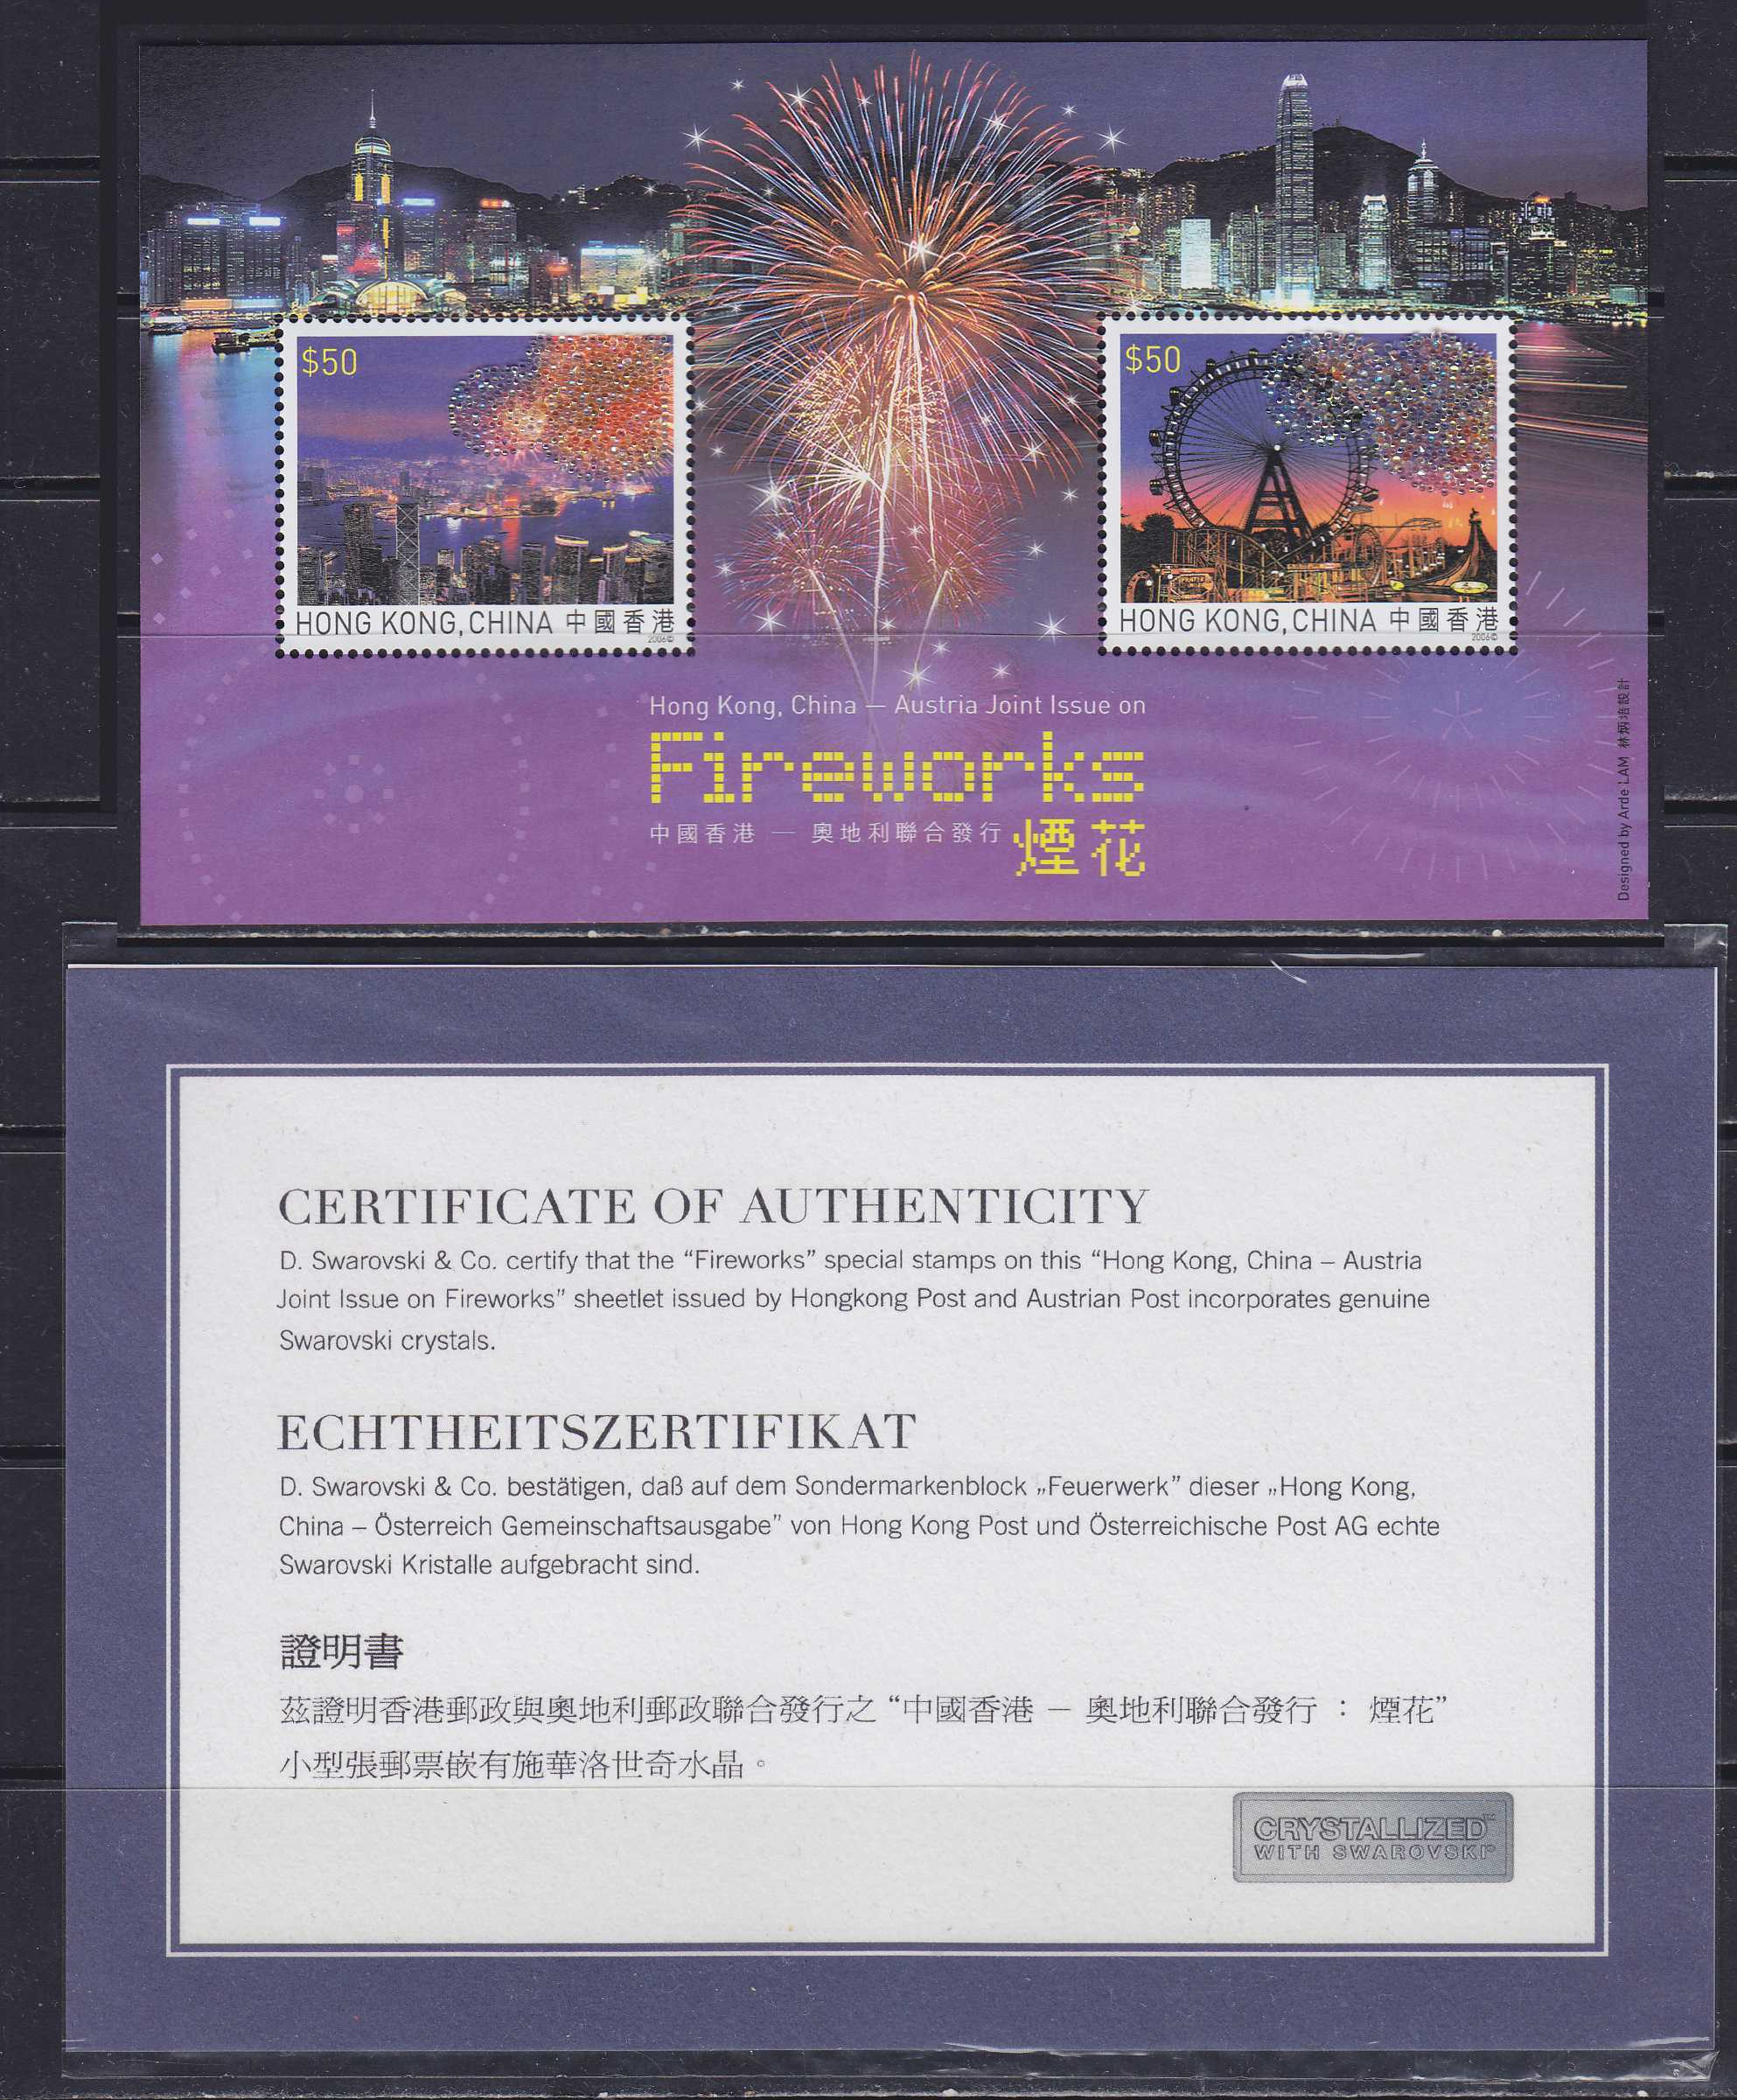 $50
HONG KONG, CHINA 中國香港
2006©
$50
HONG KONG, CHINA 中國香港
2006©
Hong Kong, China — Austria Joint Issue on
Fireworks
中國香港 — 奧地利聯合發行 煙花
Designed by Arde LAM 林炳培設計
CERTIFICATE OF AUTHENTICITY
D. Swarovski & Co. certify that the “Fireworks” special stamps on this “Hong Kong, China – Austria
Joint Issue on Fireworks” sheetlet issued by Hongkong Post and Austrian Post incorporates genuine
Swarovski crystals.
ECHTHEITSZERTIFIKAT
D. Swarovski & Co. bestätigen, daß auf dem Sondermarkenblock „Feuerwerk” dieser „Hong Kong,
China – Österreich Gemeinschaftsausgabe” von Hong Kong Post und Österreichische Post AG echte
Swarovski Kristalle aufgebracht sind.
證明書
茲證明香港郵政與奧地利郵政聯合發行之 “中國香港 – 奧地利聯合發行 ： 煙花”
小型張郵票嵌有施華洛世奇水晶。
CRYSTALLIZED™
WITH SWAROVSKI®